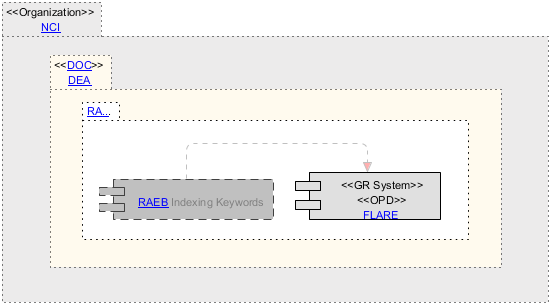 <<Organization>>
NCI
<<DOC>>
DEA
RA...
RAEB Indexing Keywords
<<GR System>>
<<OPD>>
FLARE